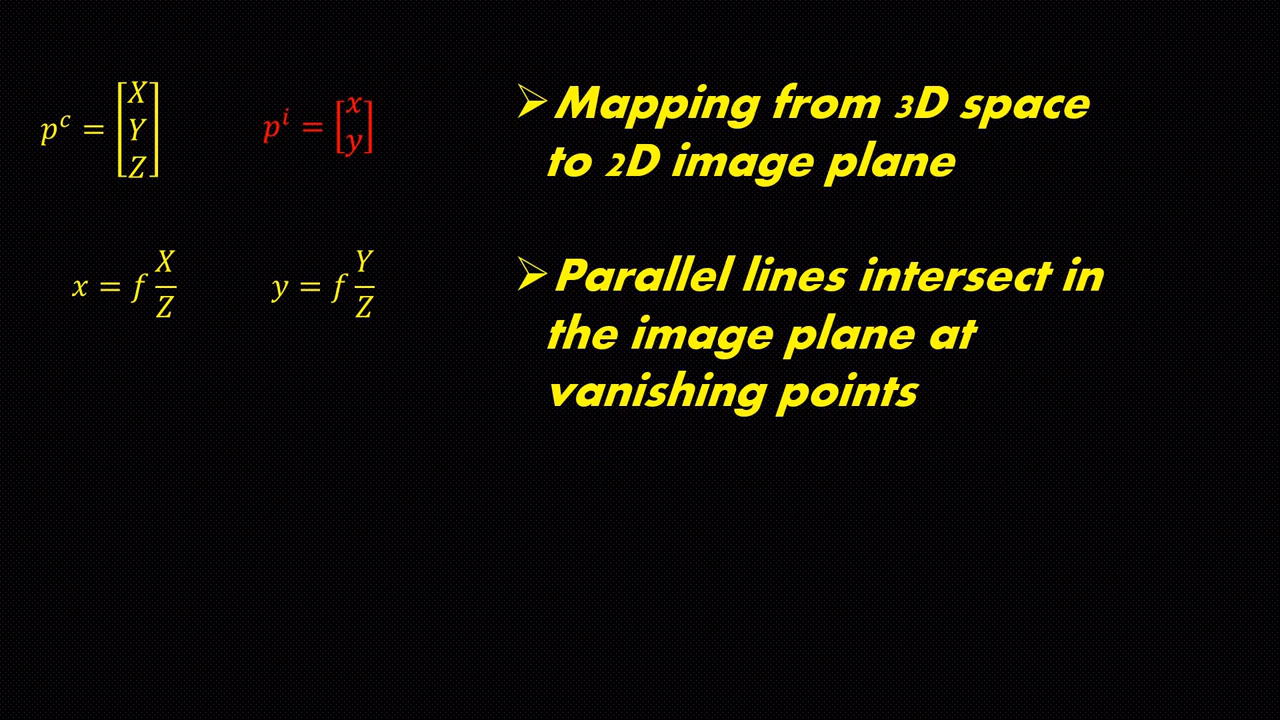 p^c = [X Y Z]
p^i = [x y]
x = f X/Z
y = f Y/Z
➢Mapping from 3D space
to 2D image plane
➢Parallel lines intersect in
the image plane at
vanishing points